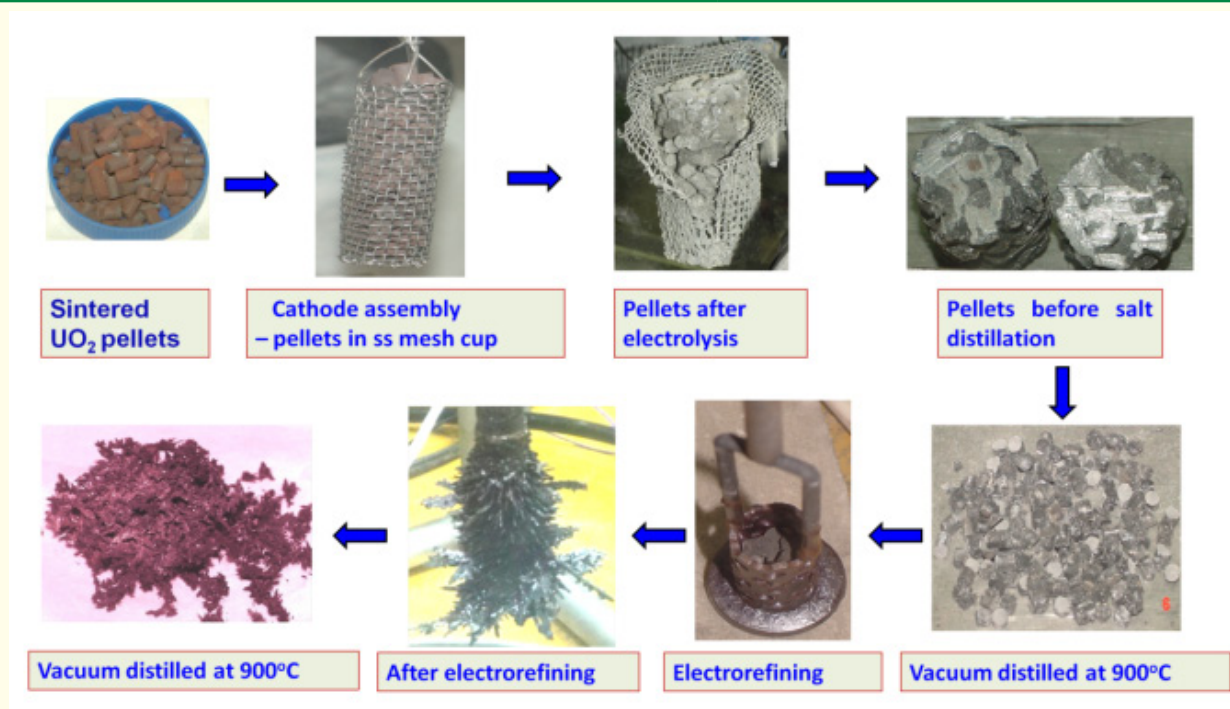 Sintered
UO₂ pellets
Cathode assembly
– pellets in ss mesh cup
Pellets after
electrolysis
Pellets before salt
distillation
6
Vacuum distilled at 900°C
After electrorefining
Electrorefining
Vacuum distilled at 900°C